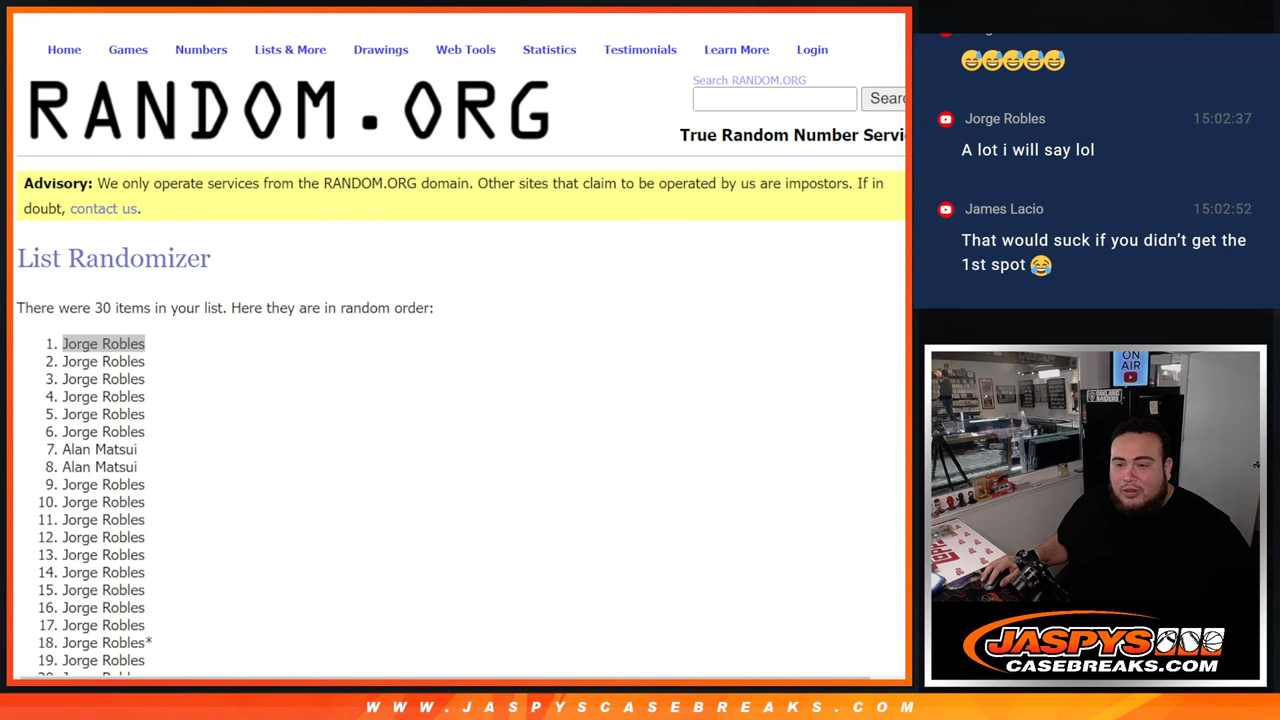 Home Games Numbers Lists & More Drawings Web Tools Statistics Testimonials Learn More Login
RANDOM.ORG
Search RANDOM.ORG
Sear
True Random Number Servi
Advisory: We only operate services from the RANDOM.ORG domain. Other sites that claim to be operated by us are impostors. If in
doubt, contact us.
List Randomizer
There were 30 items in your list. Here they are in random order:
1. Jorge Robles
2. Jorge Robles
3. Jorge Robles
4. Jorge Robles
5. Jorge Robles
6. Jorge Robles
7. Alan Matsui
8. Alan Matsui
9. Jorge Robles
10. Jorge Robles
11. Jorge Robles
12. Jorge Robles
13. Jorge Robles
14. Jorge Robles
15. Jorge Robles
16. Jorge Robles
17. Jorge Robles
18. Jorge Robles*
19. Jorge Robles
😅😅😅😅😅
Jorge Robles 15:02:37
A lot i will say lol
James Lacio 15:02:52
That would suck if you didn’t get the
1st spot 😂
ON
AIR
JASPYS
CASEBREAKS.COM
WWW.JASPYSCASEBREAKS.COM